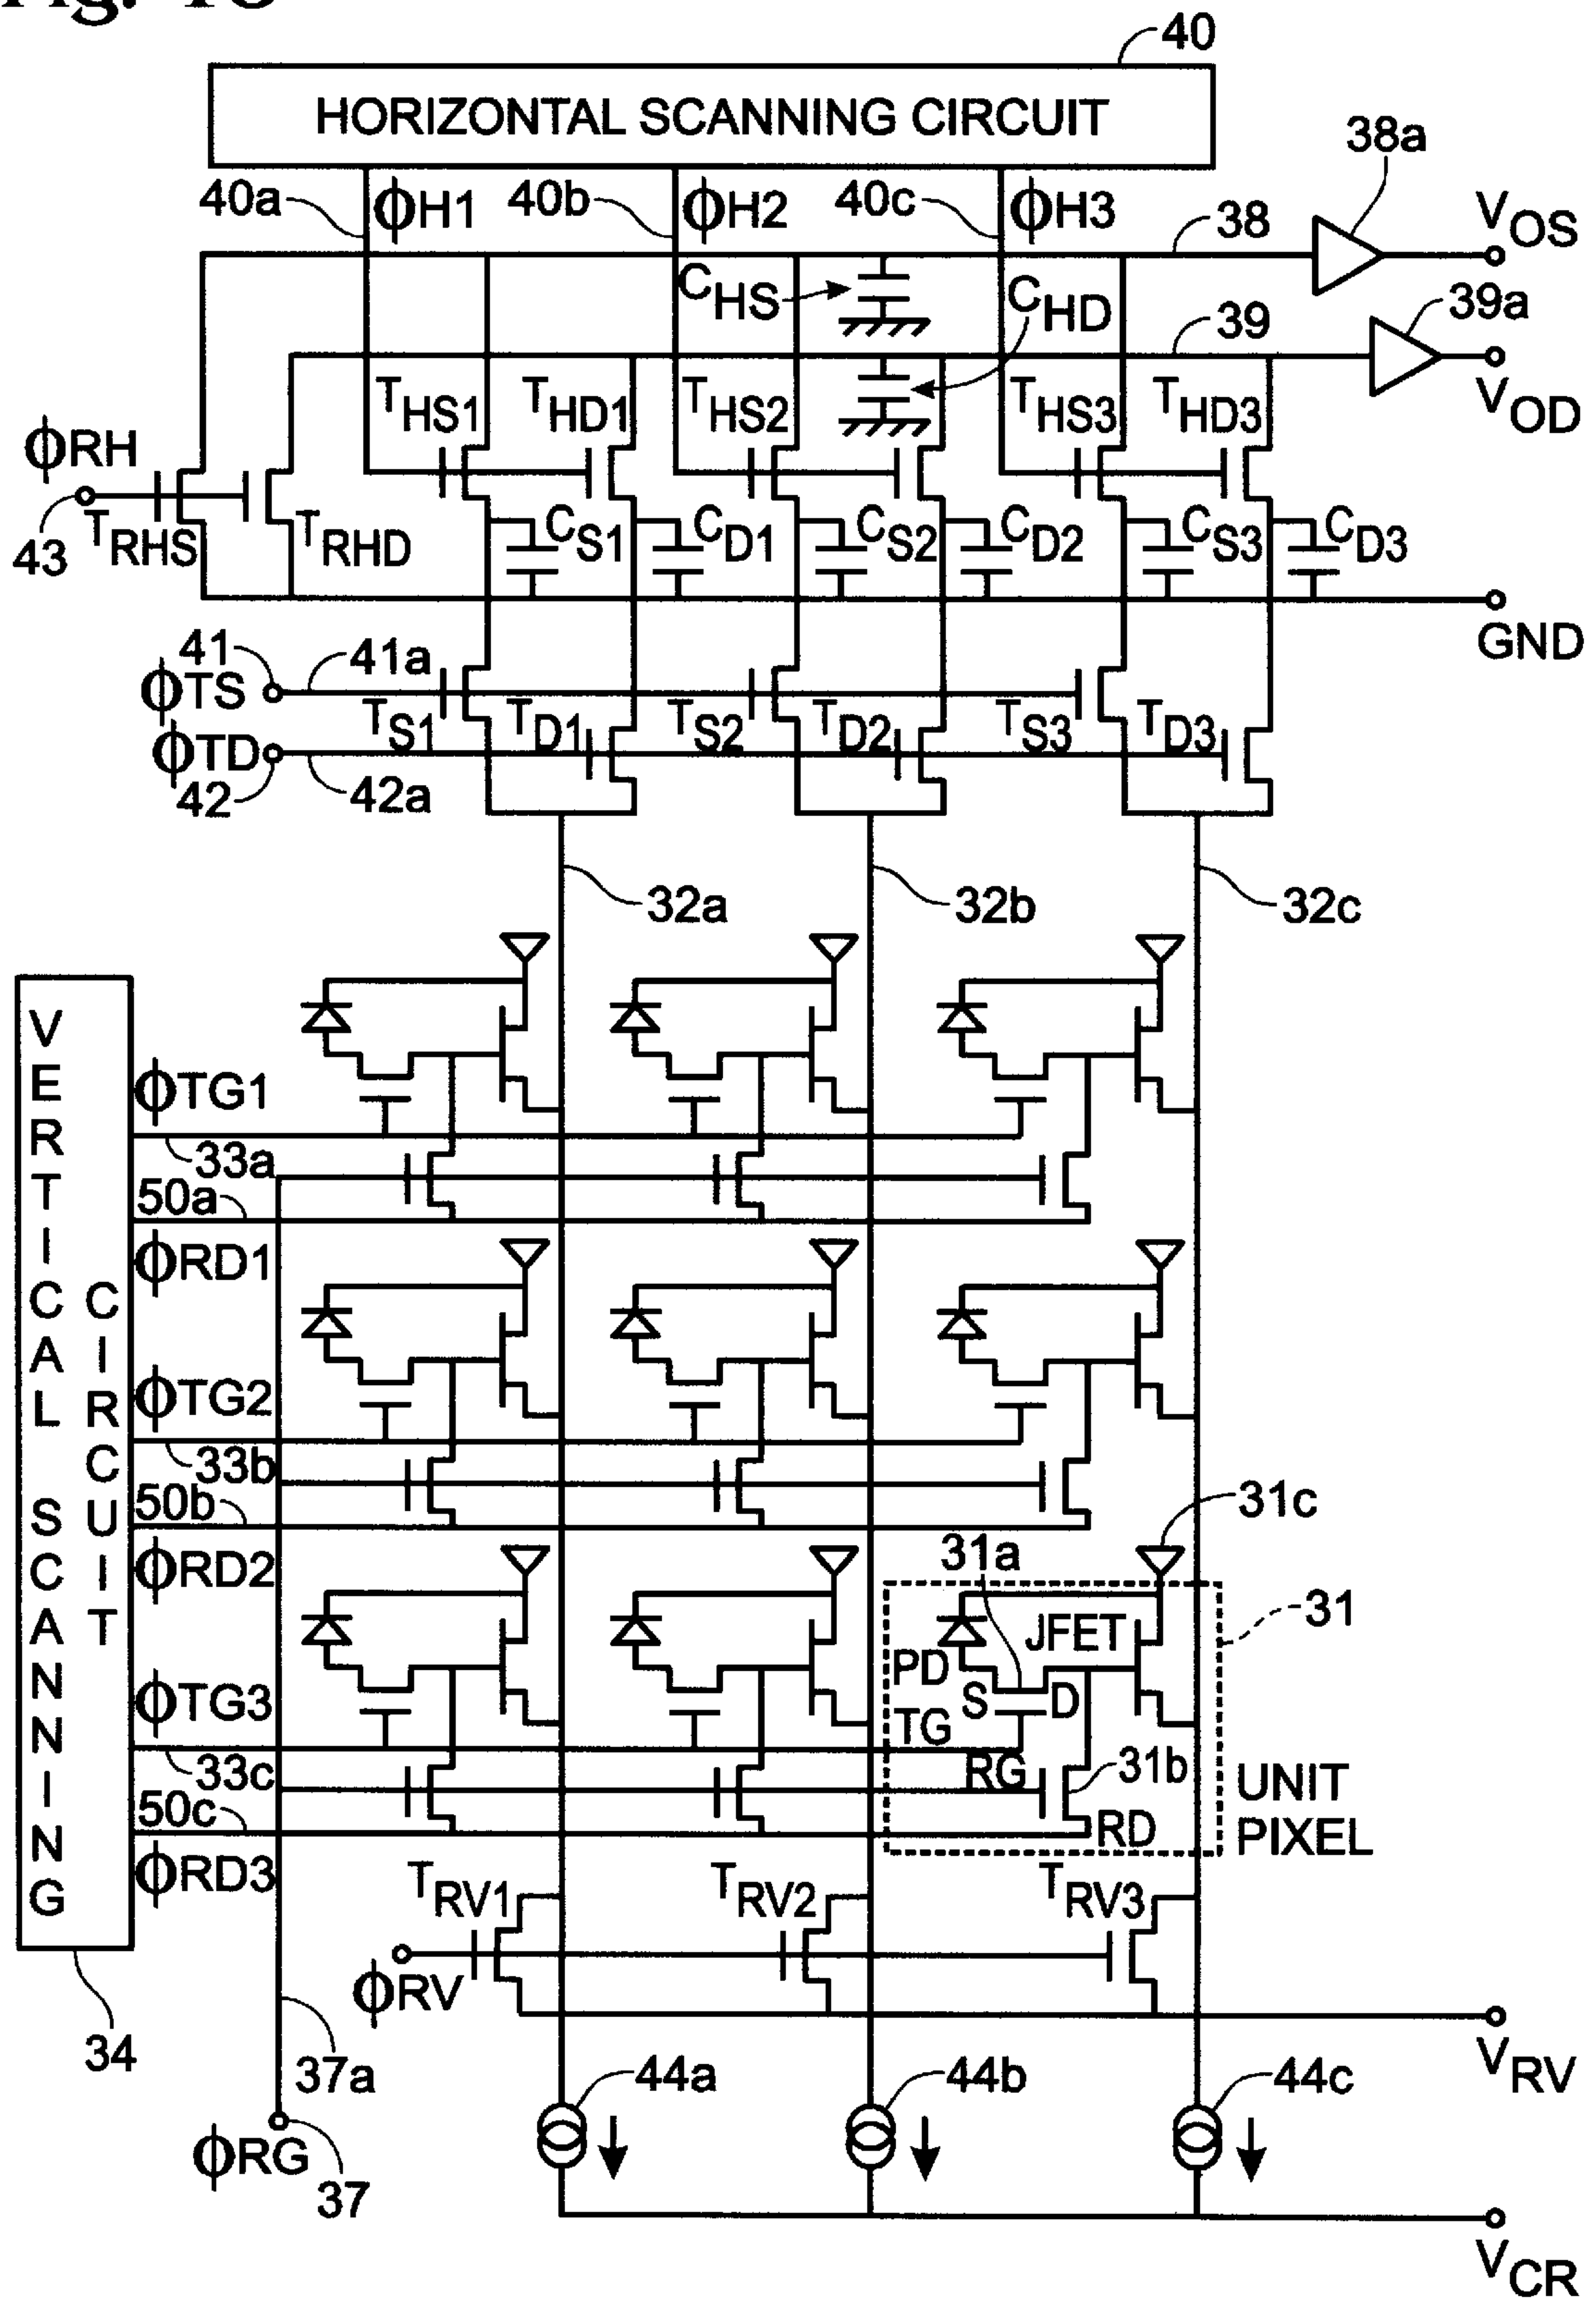 40
HORIZONTAL SCANNING CIRCUIT
38a
40a ϕH1 40b ϕH2 40c ϕH3 38 VOS
CHS CHD 39 39a
THS1 THD1 THS2 THS3 THD3 VOD
ϕRH
43 TRHS TRHD CS1 CD1 CS2 CD2 CS3 CD3
GND
41 41a
ϕTS
TS1 TD1 TS2 TD2 TS3 TD3
ϕTD
42 42a
32a 32b 32c
VERTICAL SCANNING CIRCUIT
ϕTG1
33a
50a
ϕRD1
ϕTG2
33b
50b
31c
ϕRD2 31a
31
JFET
PD
ϕTG3 S D
TG
33c RG 31b UNIT
50c RD PIXEL
ϕRD3 TRV1 TRV2 TRV3
ϕRV
34 37a 44a 44b 44c VRV
ϕRG 37
VCR